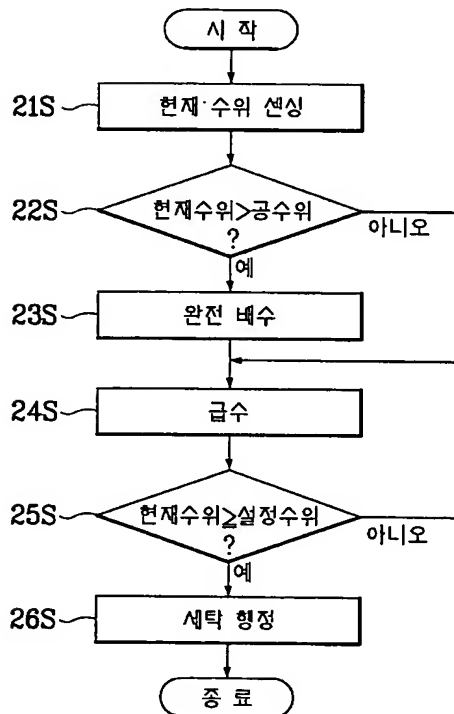 시 작
21S
현재 수위 센싱
22S
현재수위>공수위
?
아니오
예
23S
완전 배수
24S
급수
25S
현재수위≧설정수위
?
아니오
예
26S
세탁 행정
종 료